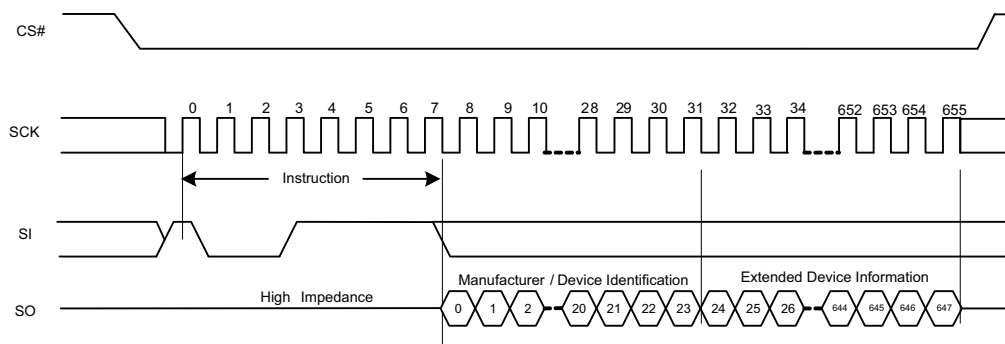 CS#
0 1 2 3 4 5 6 7 8 9 10 28 29 30 31 32 33 34 652 653 654 655
SCK
Instruction
SI
Manufacturer / Device Identification Extended Device Information
High Impedance
SO
0 1 2 20 21 22 23 24 25 26 644 645 646 647